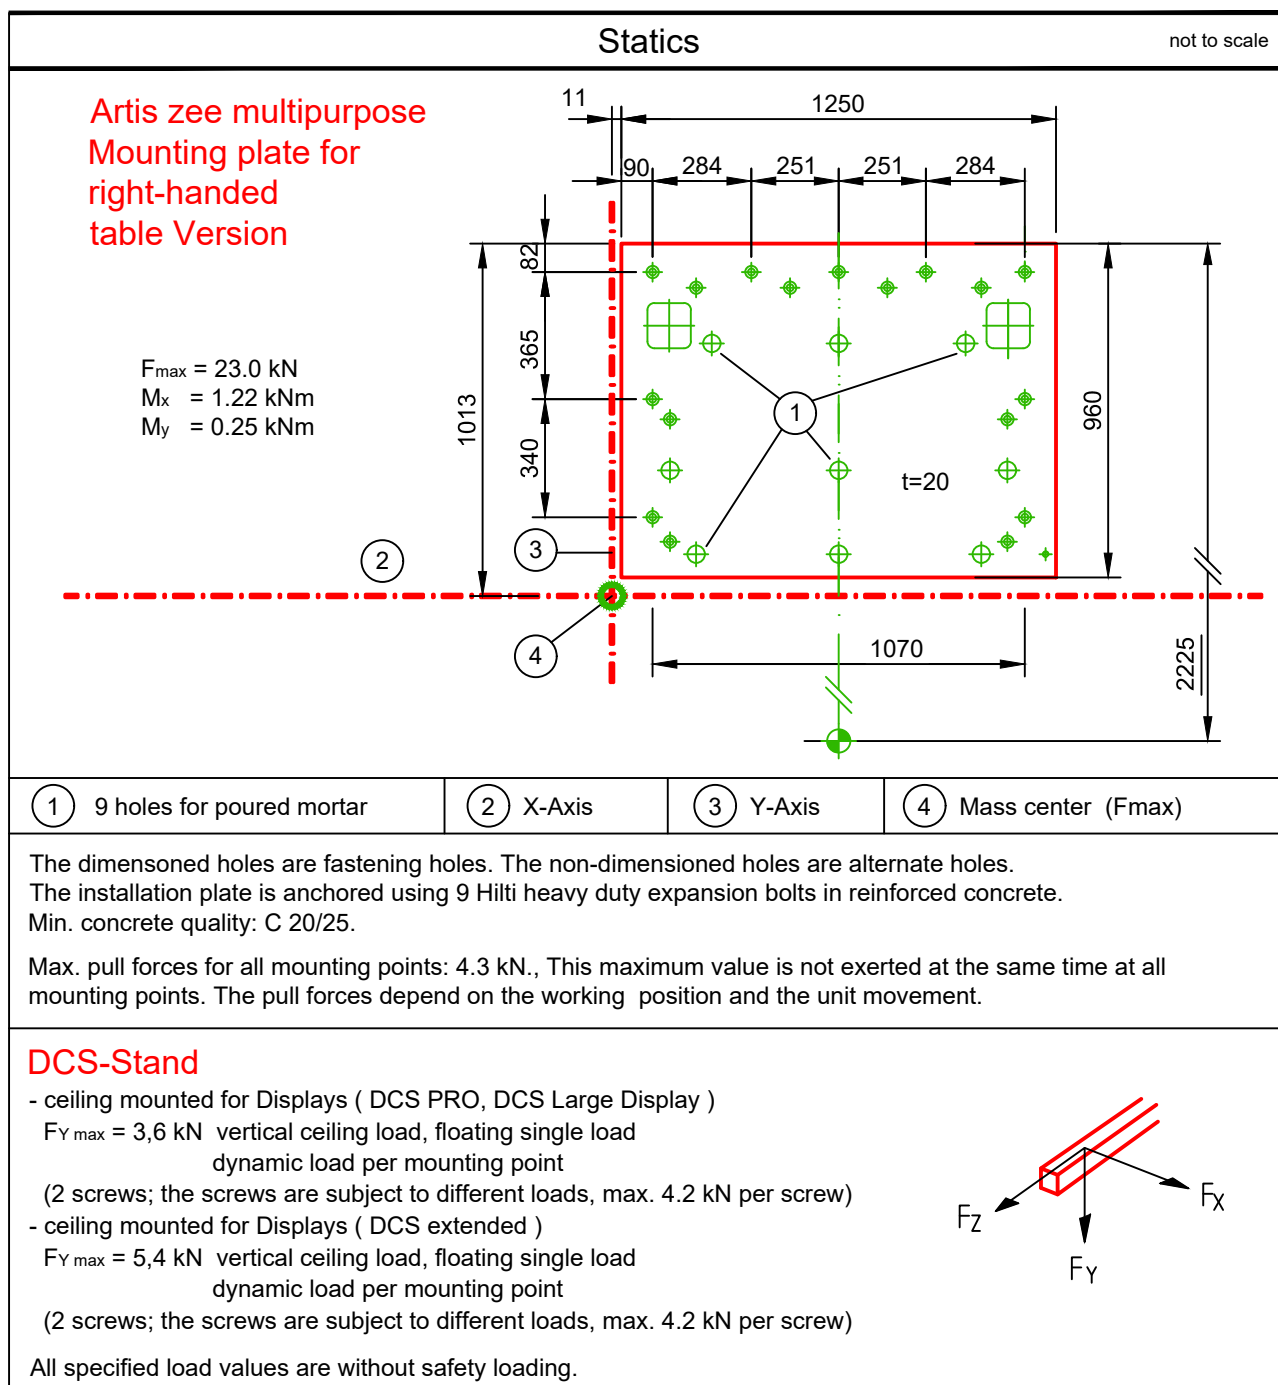 Statics
not to scale
Artis zee multipurpose
Mounting plate for
right-handed
table Version
Fmax = 23.0 kN
Mx = 1.22 kNm
My = 0.25 kNm
11
1250
90
284
251
251
284
82
365
340
1013
960
1
t=20
2
3
4
1070
2225
1 9 holes for poured mortar
2 X-Axis
3 Y-Axis
4 Mass center (Fmax)
The dimensoned holes are fastening holes. The non-dimensioned holes are alternate holes.
The installation plate is anchored using 9 Hilti heavy duty expansion bolts in reinforced concrete.
Min. concrete quality: C 20/25.
Max. pull forces for all mounting points: 4.3 kN., This maximum value is not exerted at the same time at all
mounting points. The pull forces depend on the working position and the unit movement.
DCS-Stand
- ceiling mounted for Displays ( DCS PRO, DCS Large Display )
FY max = 3,6 kN vertical ceiling load, floating single load
dynamic load per mounting point
(2 screws; the screws are subject to different loads, max. 4.2 kN per screw)
- ceiling mounted for Displays ( DCS extended )
FY max = 5,4 kN vertical ceiling load, floating single load
dynamic load per mounting point
(2 screws; the screws are subject to different loads, max. 4.2 kN per screw)
All specified load values are without safety loading.
FZ
FX
FY